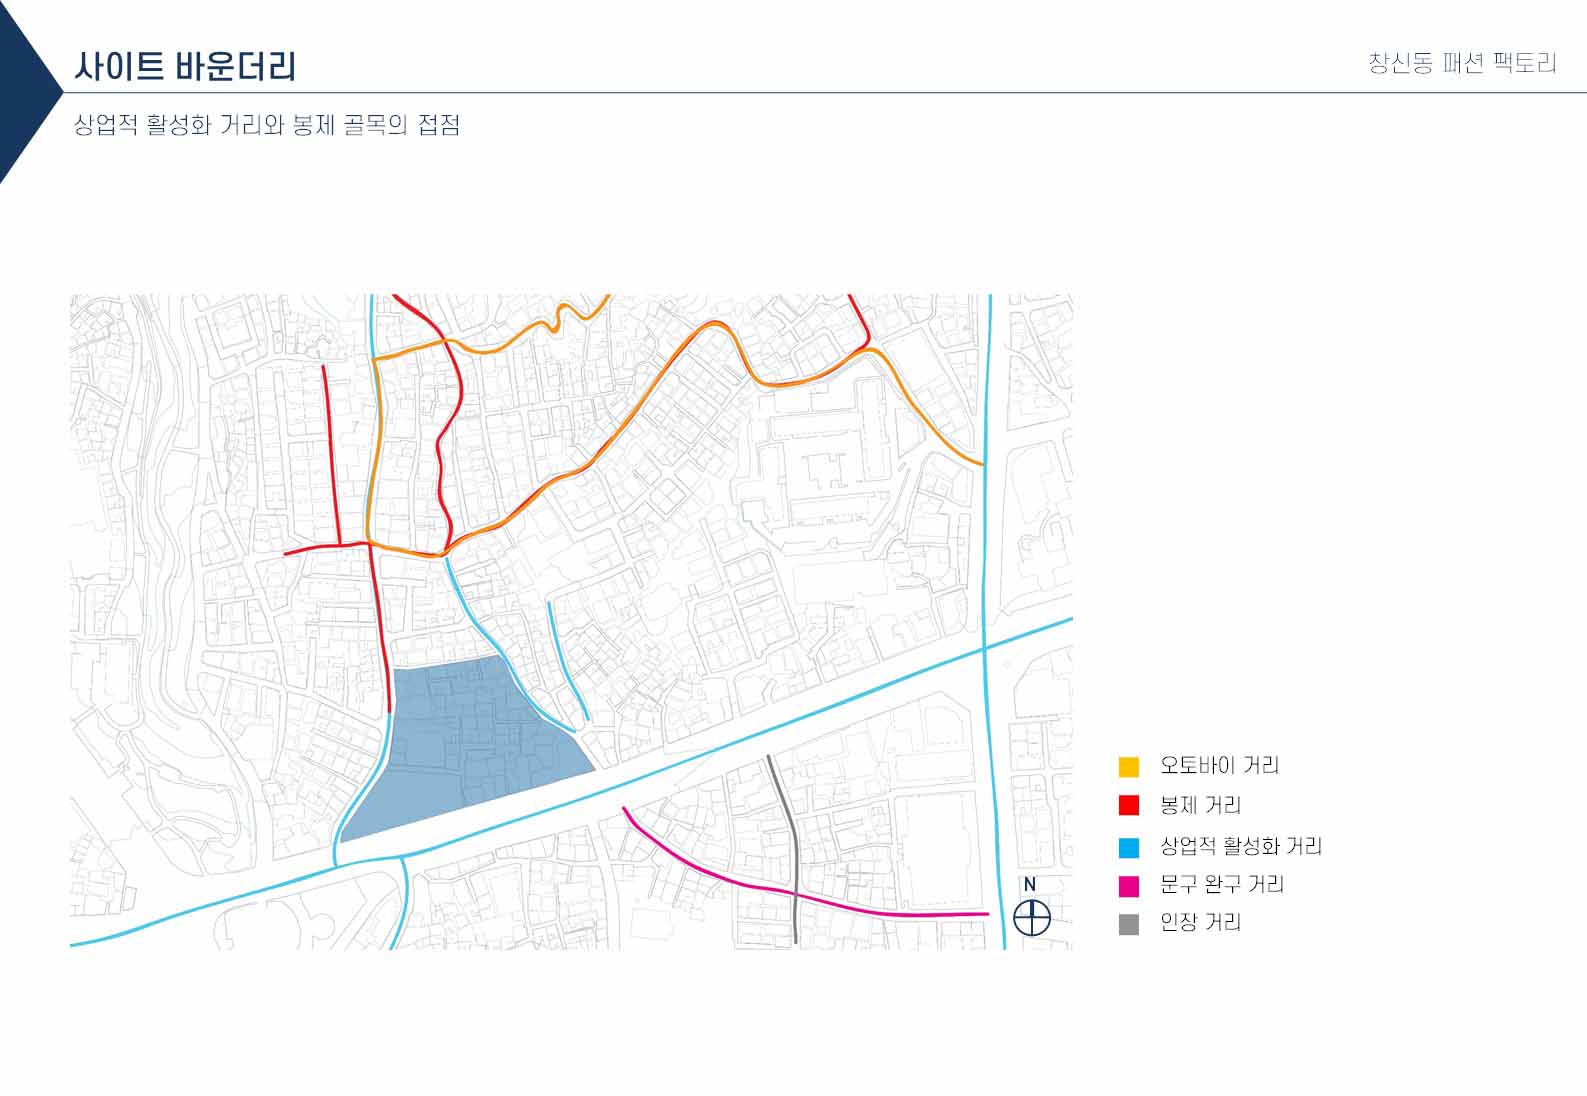 사이트 바운더리
창신동 패션 팩토리
상업적 활성화 거리와 봉제 골목의 접점
오토바이 거리
봉제 거리
상업적 활성화 거리
문구 완구 거리
인장 거리
N